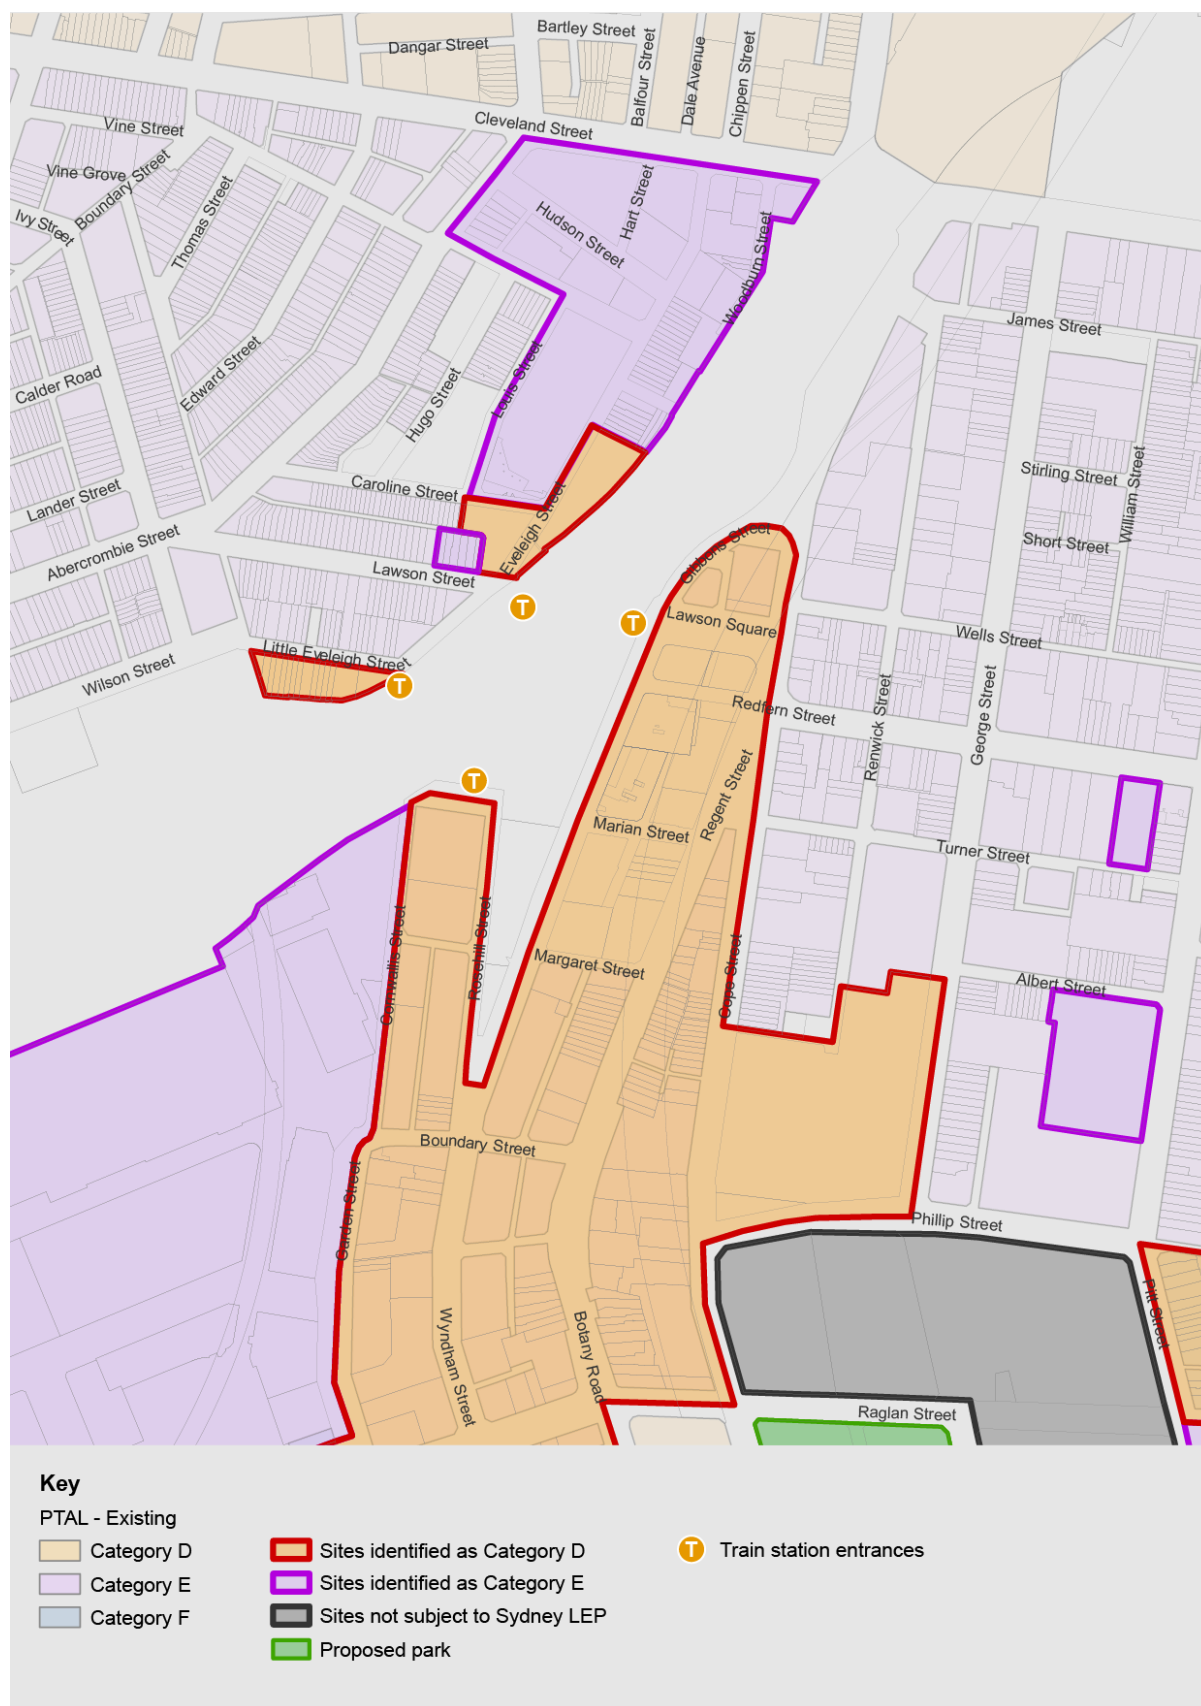 Bartley Street
Dangar Street
Balfour Street
Dale Avenue
Chippen Street
Cleveland Street
Vine Street
Vine Grove
Boundary Street
Ivy Street
Thomas Street
Hart Street
Hudson Street
Woodburn Street
James Street
Edward Street
Calder Road
Louis Street
Hugo Street
Caroline Street
Stirling Street
William Street
Lander Street
Abercrombie Street
Short Street
Eveleigh Street
Gibbons Street
Lawson Street
T
T
Lawson Square
Wells Street
Little Eveleigh Street
Wilson Street
T
Redfern Street
Renwick Street
George Street
T
Regent Street
Marian Street
Turner Street
Cornwallis Street
Rosehill Street
Margaret Street
Cope Street
Albert Street
Boundary Street
Garden Street
Phillip Street
Pitt Street
Wyndham Street
Botany Road
Raglan Street
Key
PTAL - Existing
Category D
Category E
Category F
Sites identified as Category D
Sites identified as Category E
Sites not subject to Sydney LEP
Proposed park
T Train station entrances